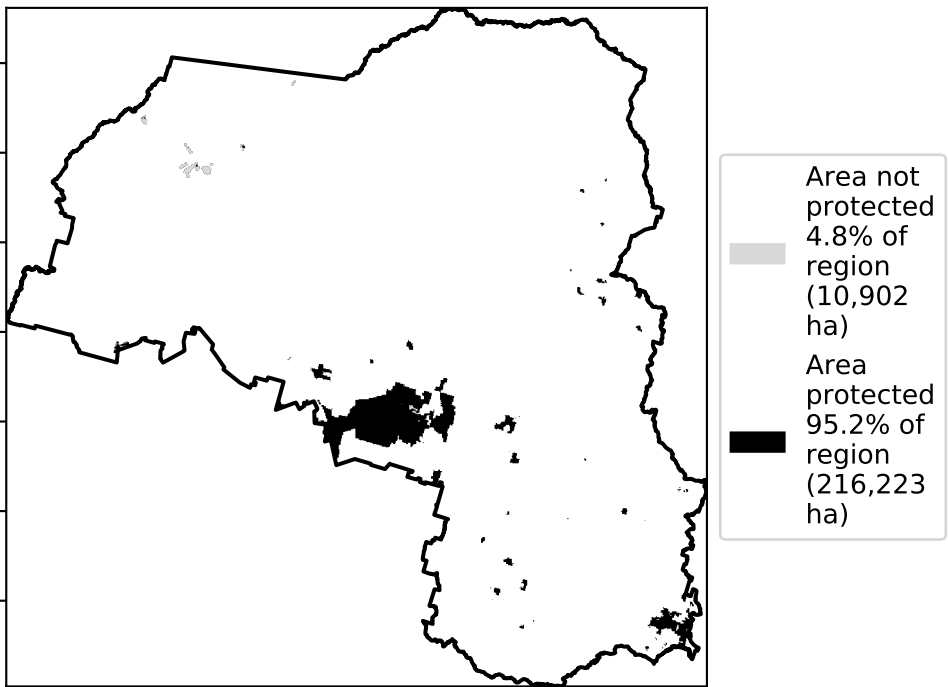 Area not
protected
4.8% of
region
(10,902
ha)
Area
protected
95.2% of
region
(216,223
ha)